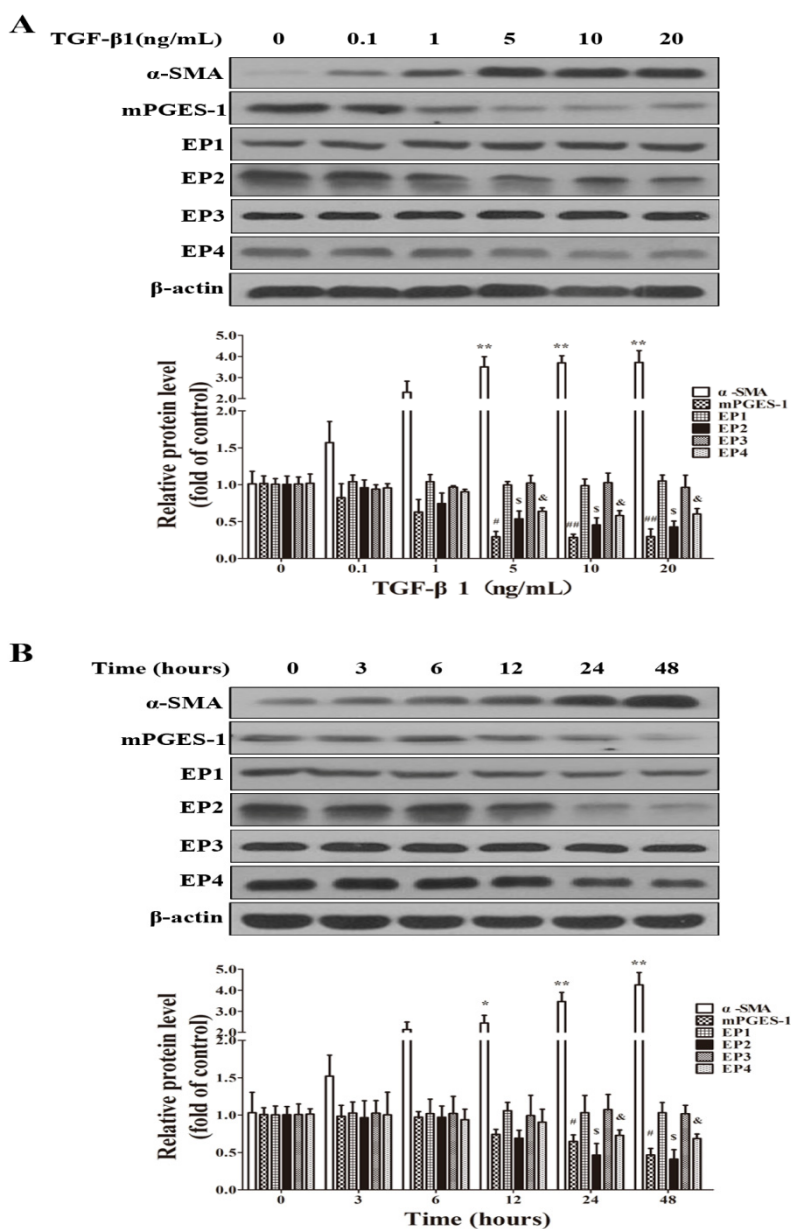 A
TGF-β1(ng/mL) 0 0.1 1 5 10 20
α-SMA
mPGES-1
EP1
EP2
EP3
EP4
β-actin
Relative protein level
(fold of control)
5.0
4.0
3.0
2.0
2.0
1.5
1.0
0.5
0.0
** ** **
# $ & ## $ & ## $ &
α -SMA
mPGES-1
EP1
EP2
EP3
EP4
0 0.1 1 5 10 20
TGF-β 1 (ng/mL)
B
Time (hours) 0 3 6 12 24 48
α-SMA
mPGES-1
EP1
EP2
EP3
EP4
β-actin
Relative protein level
(fold of control)
5.0
4.0
3.0
2.0
2.0
1.5
1.0
0.5
0.0
* ** **
# $ & # $ &
α -SMA
mPGES-1
EP1
EP2
EP3
EP4
0 3 6 12 24 48
Time (hours)